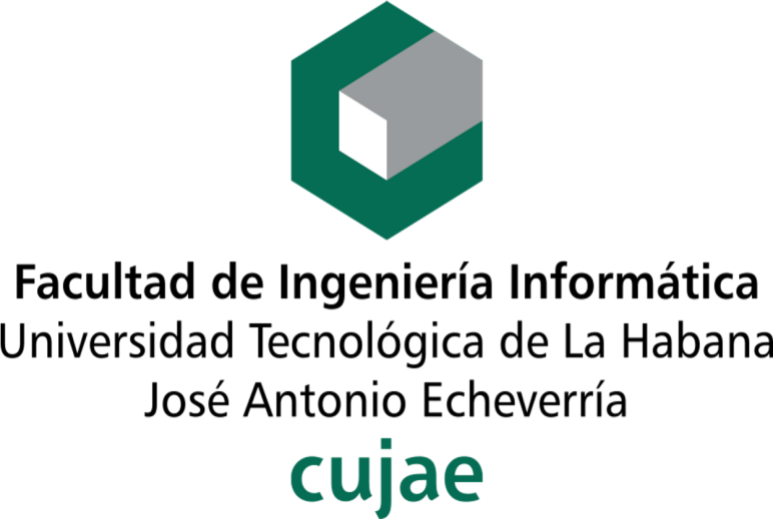 Facultad de Ingeniería Informática
Universidad Tecnológica de La Habana
José Antonio Echeverría
cujae